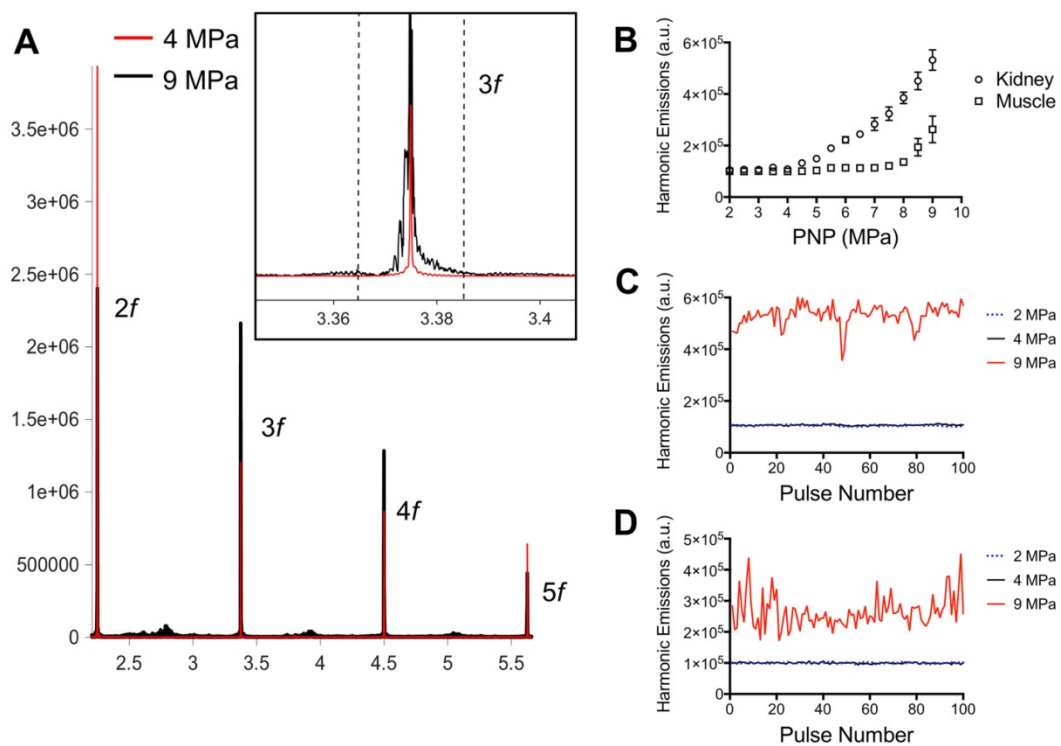 A
4 MPa
9 MPa
3.5e+06
3e+06
2.5e+06
2e+06
1.5e+06
1e+06
500000
0
2.5
3
3.5
4
4.5
5
5.5
2f
3f
4f
5f
3f
3.36
3.38
3.4
B
Harmonic Emissions (a.u.)
6×10⁵
4×10⁵
2×10⁵
0
2
3
4
5
6
7
8
9
10
PNP (MPa)
Kidney
Muscle
C
Harmonic Emissions (a.u.)
6×10⁵
4×10⁵
2×10⁵
0
0
20
40
60
80
100
Pulse Number
2 MPa
4 MPa
9 MPa
D
Harmonic Emissions (a.u.)
5×10⁵
4×10⁵
3×10⁵
2×10⁵
1×10⁵
0
0
20
40
60
80
100
Pulse Number
2 MPa
4 MPa
9 MPa